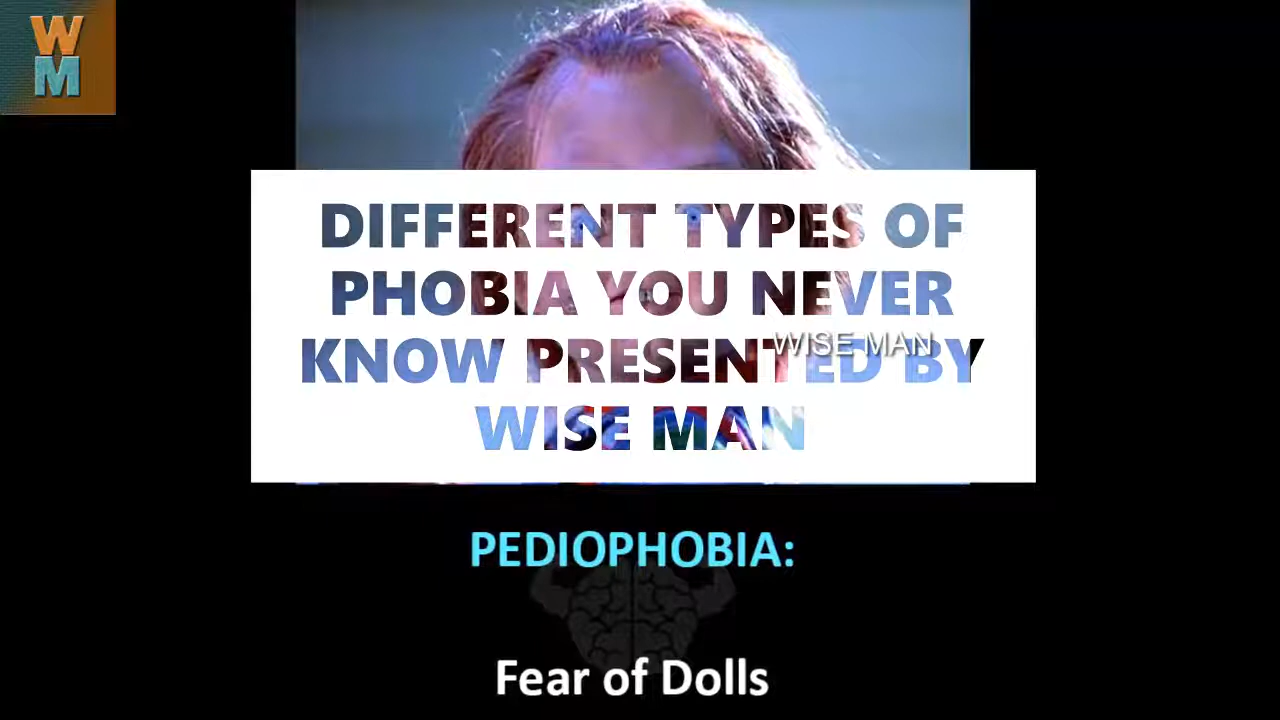 W
M
DIFFERENT TYPES OF
PHOBIA YOU NEVER
KNOW PRESENTED BY
WISE MAN
WISE MAN
PEDIOPHOBIA:
Fear of Dolls